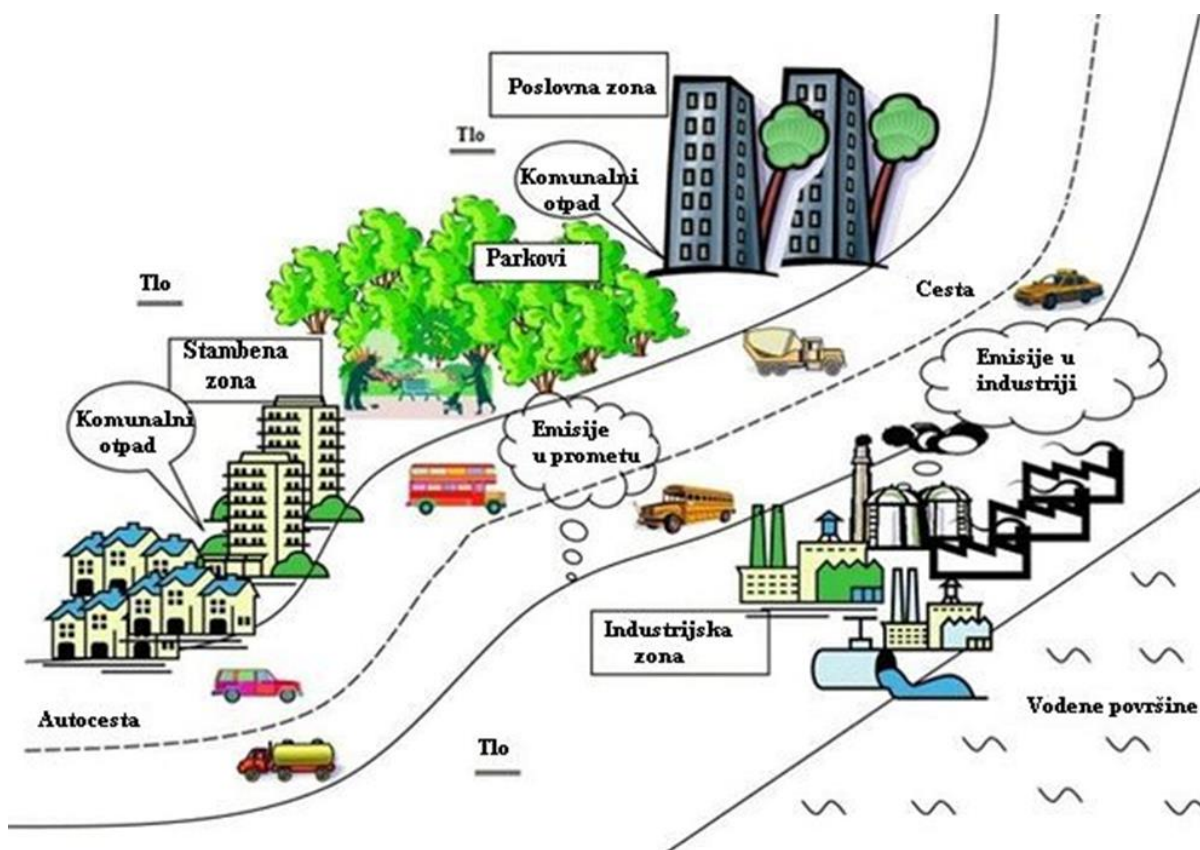 Poslovna zona
Tlo
Komunalni
otpad
Parkovi
Tlo
Cesta
Stambena
zona
Emisije u
industriji
Komunalni
otpad
Emisije
u prometu
Industrijska
zona
Autocesta
Vodene površine
Tlo